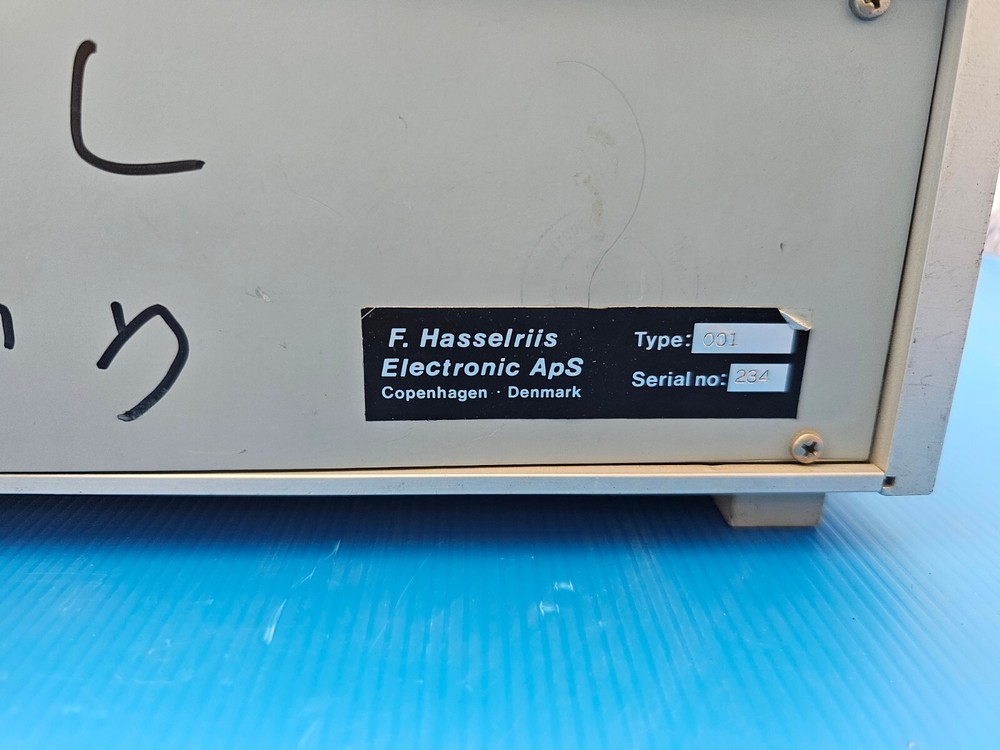 し
り
F. Hasselriis
Electronic ApS
Copenhagen · Denmark
Type: 001
Serial no: 234